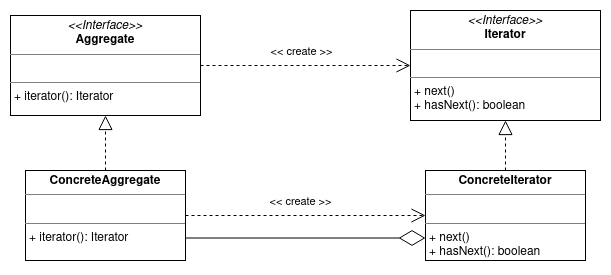 <<Interface>>
Aggregate
+ iterator(): Iterator
<< create >>
<<Interface>>
Iterator
+ next()
+ hasNext(): boolean
ConcreteAggregate
+ iterator(): Iterator
<< create >>
ConcreteIterator
+ next()
+ hasNext(): boolean